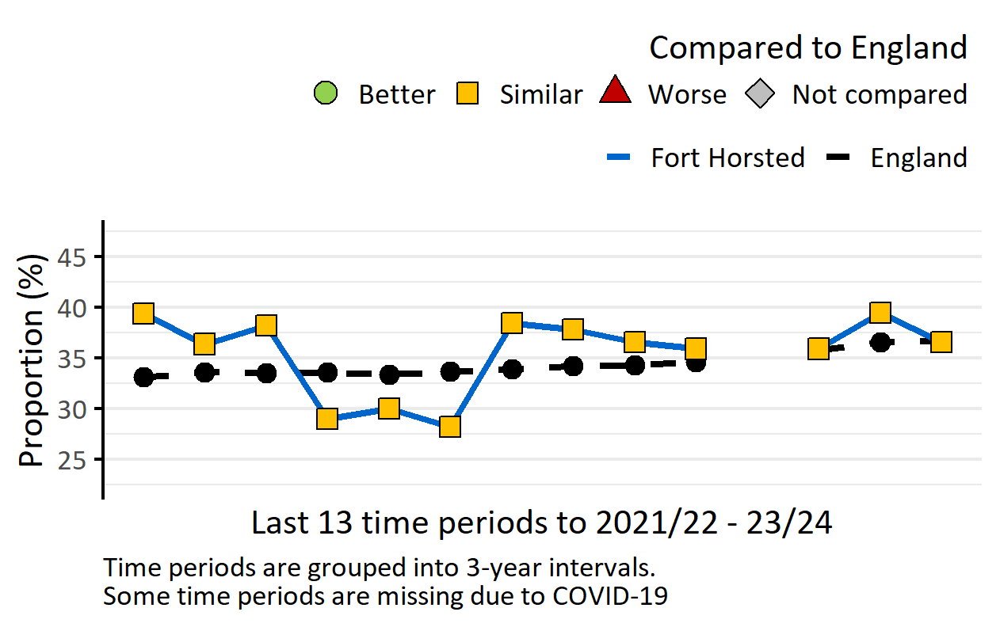 Compared to England
Better Similar Worse Not compared
Fort Horsted England
Proportion (%)
45
40
35
30
25
Last 13 time periods to 2021/22 - 23/24
Time periods are grouped into 3-year intervals.
Some time periods are missing due to COVID-19